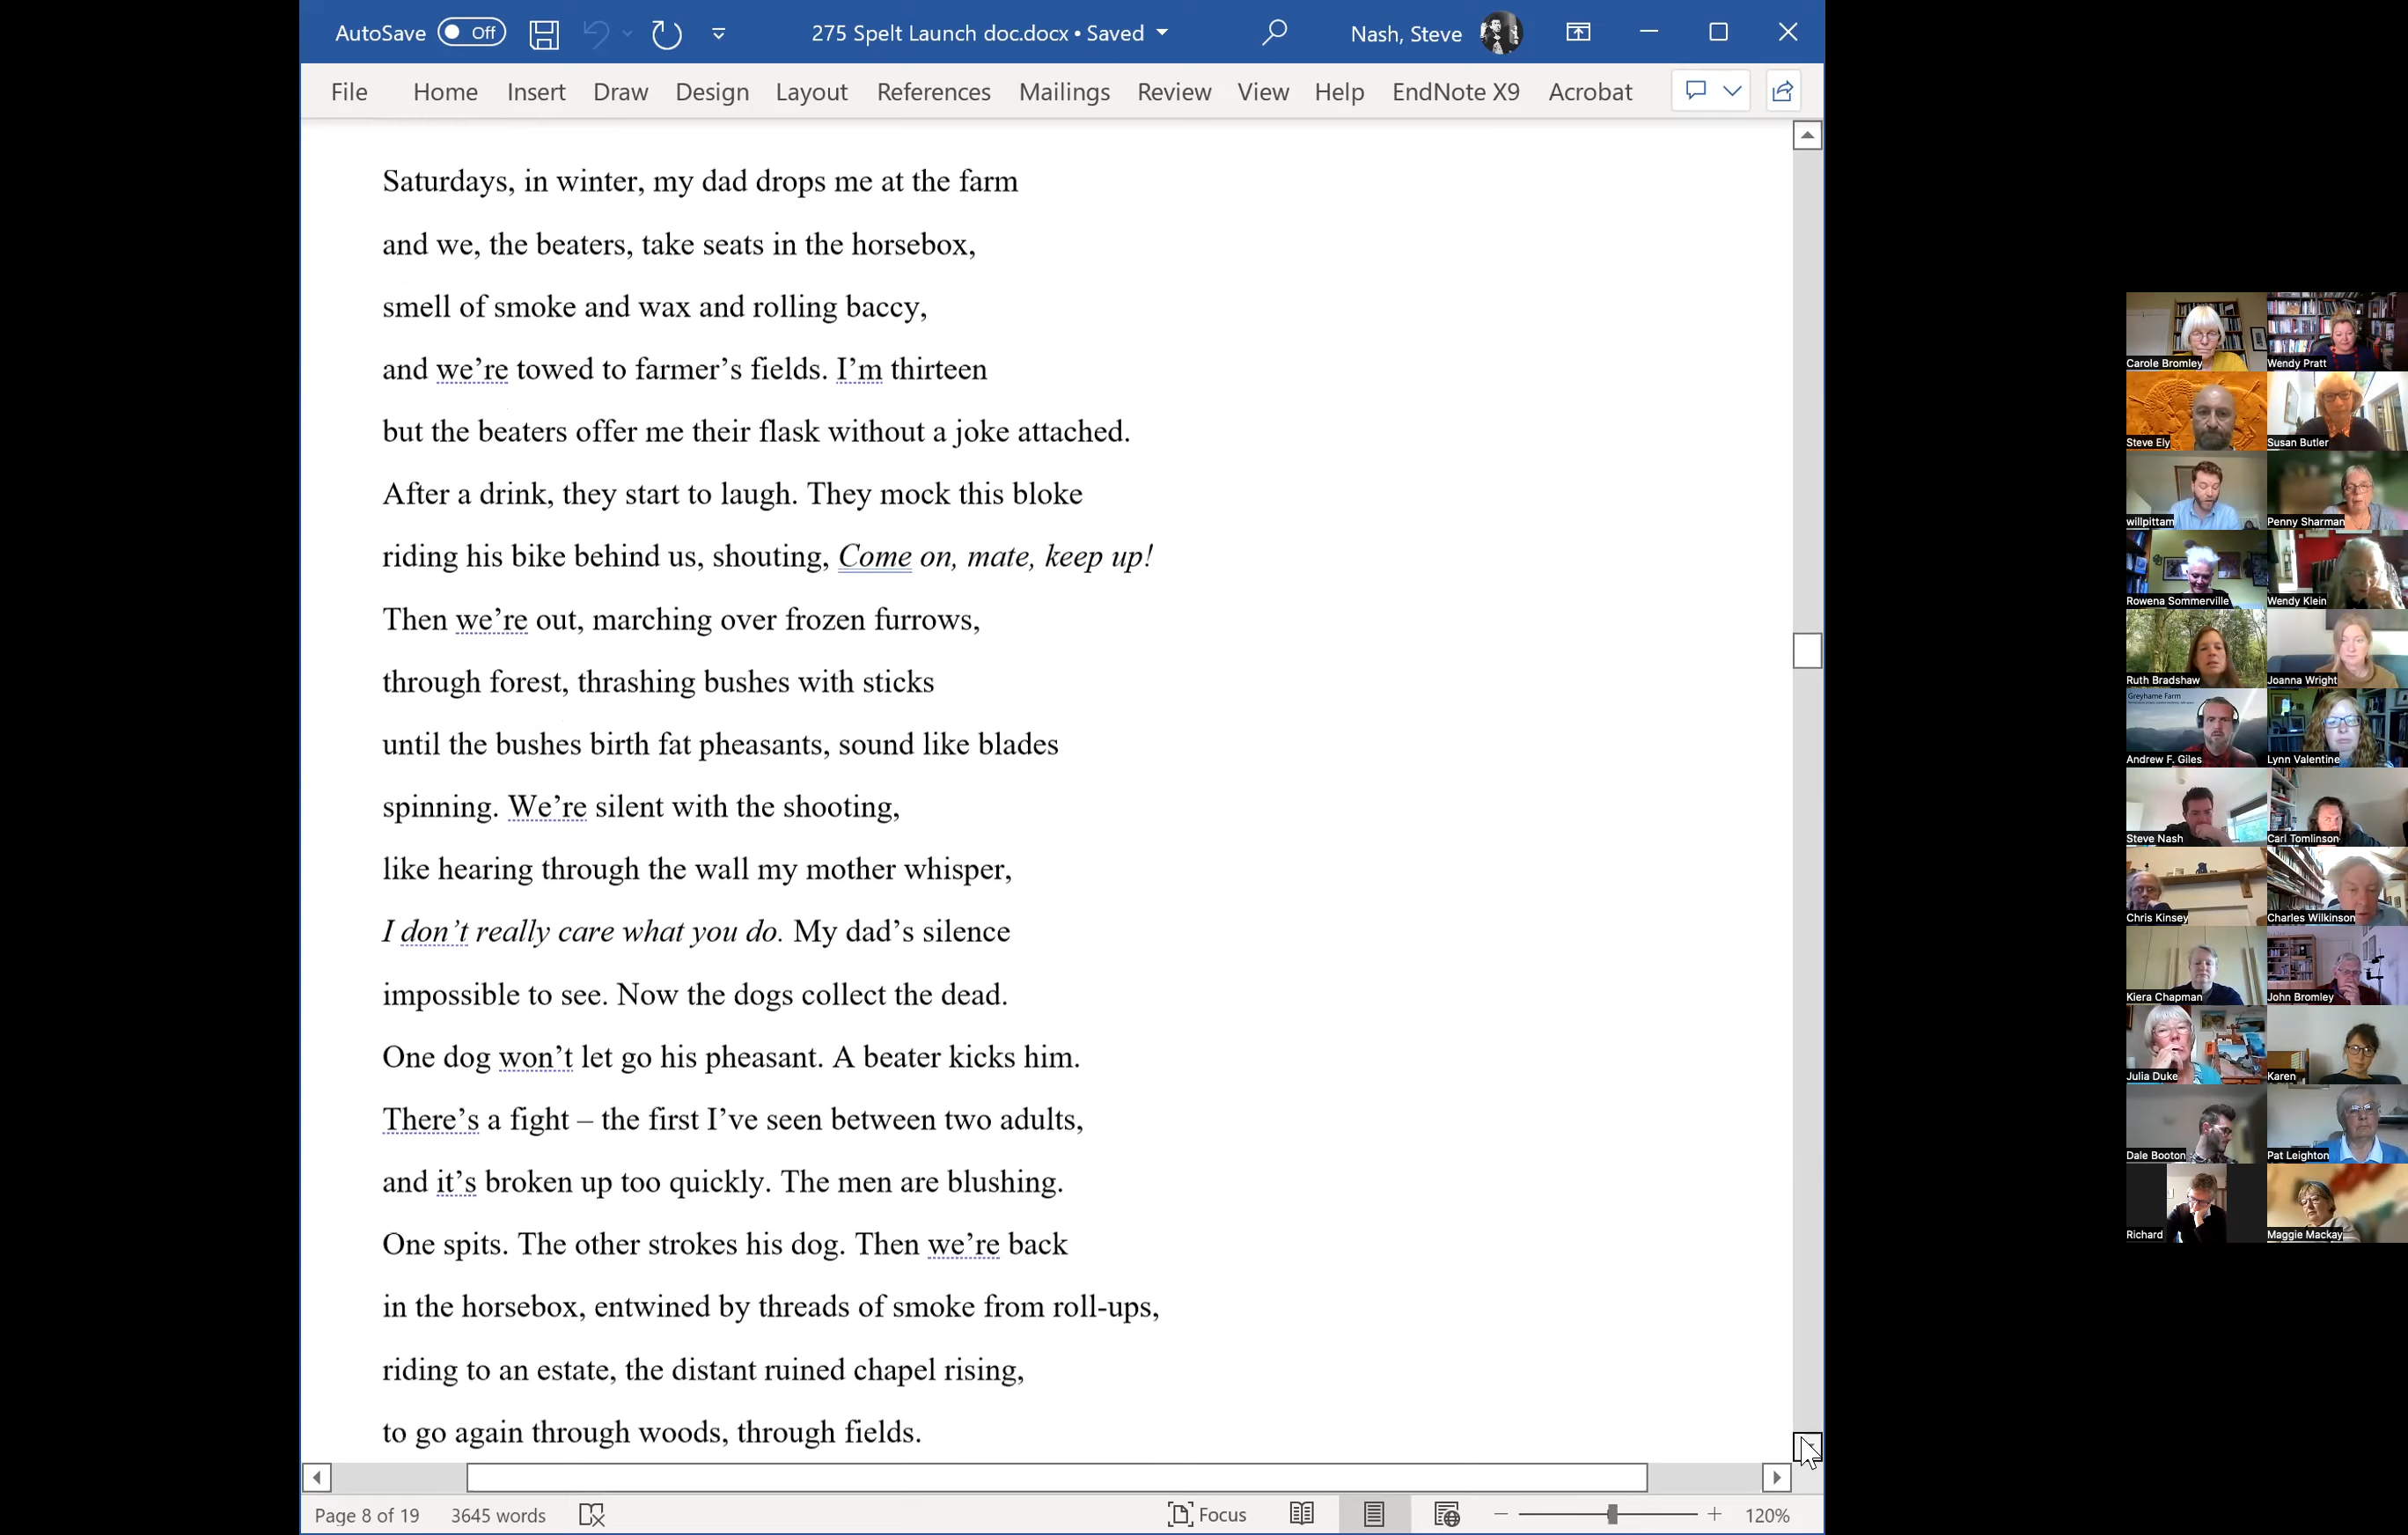 AutoSave Off 275 Spelt Launch doc.docx • Saved Nash, Steve
File Home Insert Draw Design Layout References Mailings Review View Help EndNote X9 Acrobat
Saturdays, in winter, my dad drops me at the farm
and we, the beaters, take seats in the horsebox,
smell of smoke and wax and rolling baccy,
and we’re towed to farmer’s fields. I’m thirteen
but the beaters offer me their flask without a joke attached.
After a drink, they start to laugh. They mock this bloke
riding his bike behind us, shouting, Come on, mate, keep up!
Then we’re out, marching over frozen furrows,
through forest, thrashing bushes with sticks
until the bushes birth fat pheasants, sound like blades
spinning. We’re silent with the shooting,
like hearing through the wall my mother whisper,
I don’t really care what you do. My dad’s silence
impossible to see. Now the dogs collect the dead.
One dog won’t let go his pheasant. A beater kicks him.
There’s a fight – the first I’ve seen between two adults,
and it’s broken up too quickly. The men are blushing.
One spits. The other strokes his dog. Then we’re back
in the horsebox, entwined by threads of smoke from roll-ups,
riding to an estate, the distant ruined chapel rising,
to go again through woods, through fields.
Page 8 of 19 3645 words Focus 120%
Carole Bromley Wendy Pratt
Steve Ely Susan Butler
willpittam Penny Sharman
Rowena Sommerville Wendy Klein
Ruth Bradshaw Joanna Wright
Greyhame Farm
Andrew F. Giles Lynn Valentine
Steve Nash Carl Tomlinson
Chris Kinsey Charles Wilkinson
Kiera Chapman John Bromley
Julia Duke Karen
Dale Booton Pat Leighton
Richard Maggie Mackay